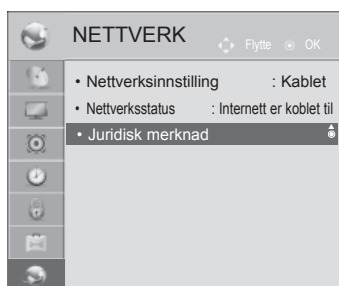 NETTVERK Flytte OK
• Nettverksinnstilling : Kablet
• Nettverksstatus : Internett er koblet til
• Juridisk merknad